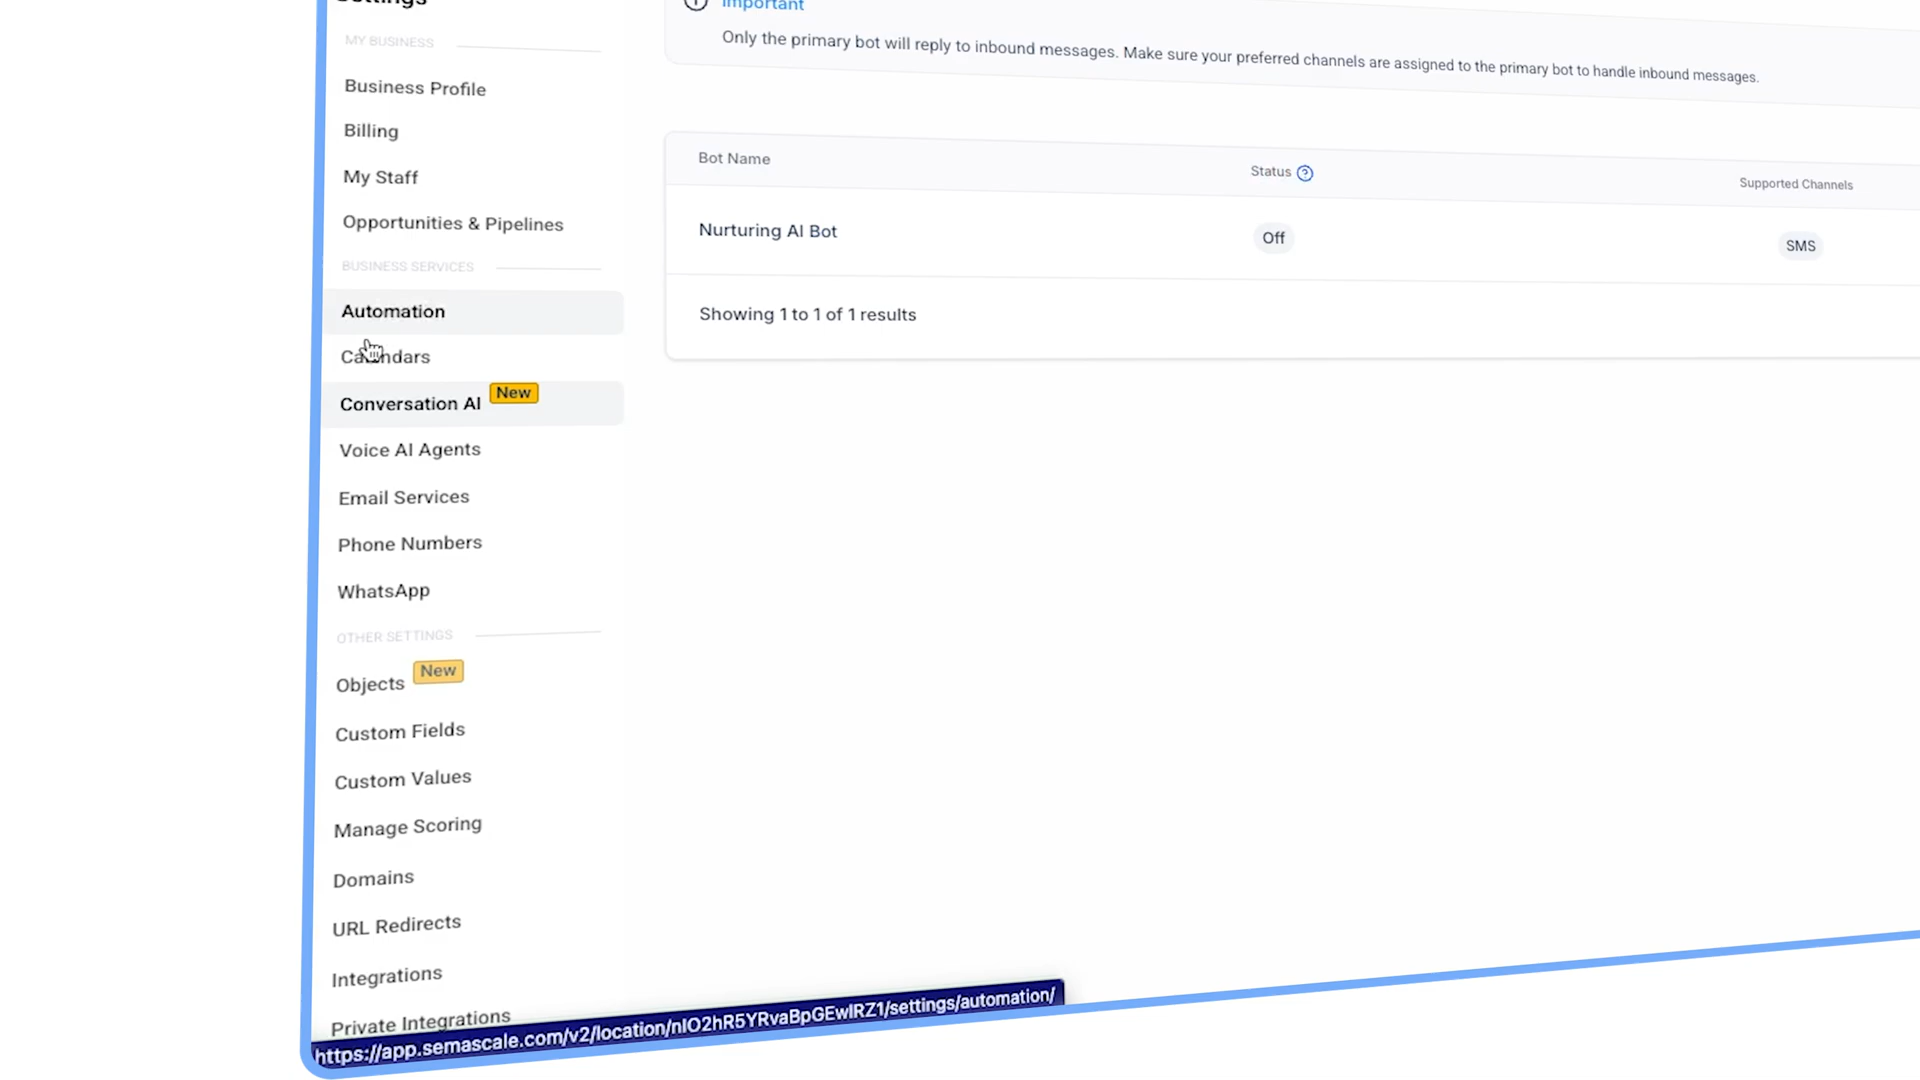 Settings
MY BUSINESS
Business Profile
Billing
My Staff
Opportunities & Pipelines
BUSINESS SERVICES
Automation
Calendars
Conversation AI New
Voice AI Agents
Email Services
Phone Numbers
WhatsApp
OTHER SETTINGS
Objects New
Custom Fields
Custom Values
Manage Scoring
Domains
URL Redirects
Integrations
Private Integrations
https://app.semascale.com/v2/location/nIO2hR5YRvaBpGEwIRZ1/settings/automation/
Important
Only the primary bot will reply to inbound messages. Make sure your preferred channels are assigned to the primary bot to handle inbound messages.
Bot Name Status Supported Channels
Nurturing AI Bot Off SMS
Showing 1 to 1 of 1 results